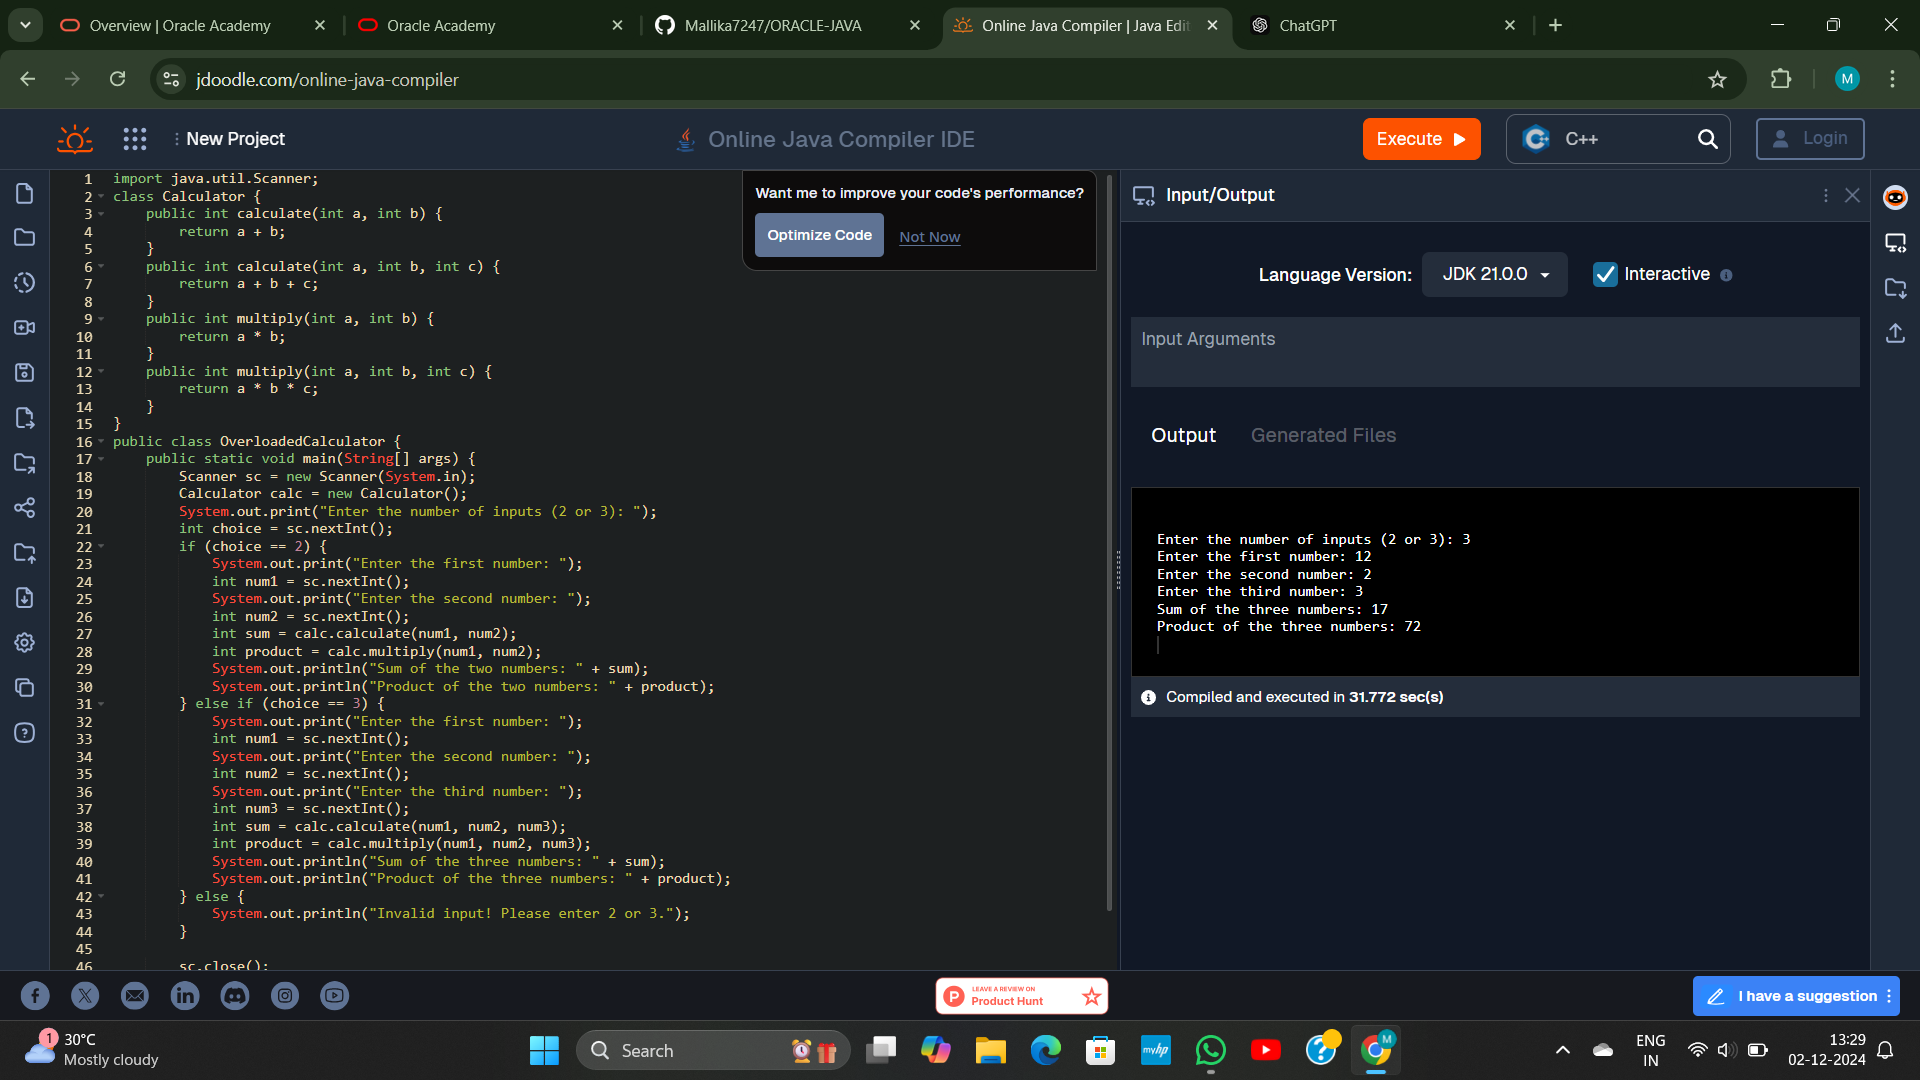 Overview | Oracle Academy
Oracle Academy
Mallika7247/ORACLE-JAVA
Online Java Compiler | Java Edit
ChatGPT
jdoodle.com/online-java-compiler
M
New Project
Online Java Compiler IDE
Execute
C++
Login
1 import java.util.Scanner;
2 class Calculator {
3 public int calculate(int a, int b) {
4 return a + b;
5 }
6 public int calculate(int a, int b, int c) {
7 return a + b + c;
8 }
9 public int multiply(int a, int b) {
10 return a * b;
11 }
12 public int multiply(int a, int b, int c) {
13 return a * b * c;
14 }
15 }
16 public class OverloadedCalculator {
17 public static void main(String[] args) {
18 Scanner sc = new Scanner(System.in);
19 Calculator calc = new Calculator();
20 System.out.print("Enter the number of inputs (2 or 3): ");
21 int choice = sc.nextInt();
22 if (choice == 2) {
23 System.out.print("Enter the first number: ");
24 int num1 = sc.nextInt();
25 System.out.print("Enter the second number: ");
26 int num2 = sc.nextInt();
27 int sum = calc.calculate(num1, num2);
28 int product = calc.multiply(num1, num2);
29 System.out.println("Sum of the two numbers: " + sum);
30 System.out.println("Product of the two numbers: " + product);
31 } else if (choice == 3) {
32 System.out.print("Enter the first number: ");
33 int num1 = sc.nextInt();
34 System.out.print("Enter the second number: ");
35 int num2 = sc.nextInt();
36 System.out.print("Enter the third number: ");
37 int num3 = sc.nextInt();
38 int sum = calc.calculate(num1, num2, num3);
39 int product = calc.multiply(num1, num2, num3);
40 System.out.println("Sum of the three numbers: " + sum);
41 System.out.println("Product of the three numbers: " + product);
42 } else {
43 System.out.println("Invalid input! Please enter 2 or 3.");
44 }
45
46 sc.close();
Want me to improve your code's performance?
Optimize Code
Not Now
Input/Output
Language Version:
JDK 21.0.0
Interactive
Input Arguments
Output
Generated Files
Enter the number of inputs (2 or 3): 3
Enter the first number: 12
Enter the second number: 2
Enter the third number: 3
Sum of the three numbers: 17
Product of the three numbers: 72
Compiled and executed in 31.772 sec(s)
LEAVE A REVIEW ON
Product Hunt
I have a suggestion
1
30°C
Mostly cloudy
Search
myhp
M
ENG
IN
13:29
02-12-2024